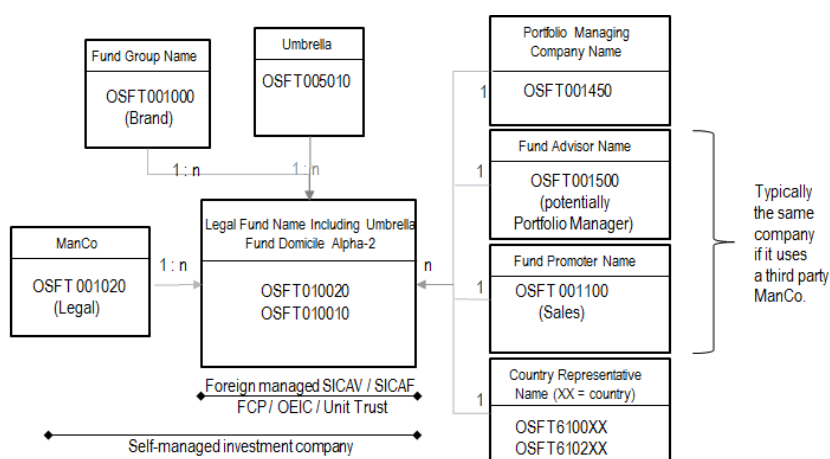 Fund Group Name
OSFT001000
(Brand)
Umbrella
OSFT005010
1 : n
1 : n
ManCo
OSFT 001020
(Legal)
1 : n
Legal Fund Name Including Umbrella
Fund Domicile Alpha-2
OSFT010020
OSFT010010
n
Foreign managed SICAV / SICAF
FCP / OEIC / Unit Trust
Self-managed investment company
Portfolio Managing
Company Name
OSFT001450
1
Fund Advisor Name
OSFT001500
(potentially
Portfolio Manager)
1
Fund Promoter Name
OSFT 001100
(Sales)
1
Country Representative
Name (XX = country)
OSFT6100XX
OSFT6102XX
1
Typically
the same
company
if it uses
a third party
ManCo.